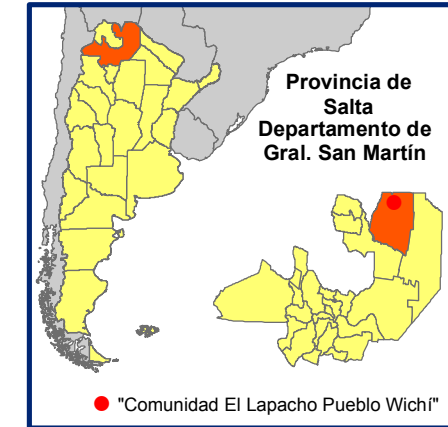 Provincia de
Salta
Departamento de
Gral. San Martín
"Comunidad El Lapacho Pueblo Wichí"